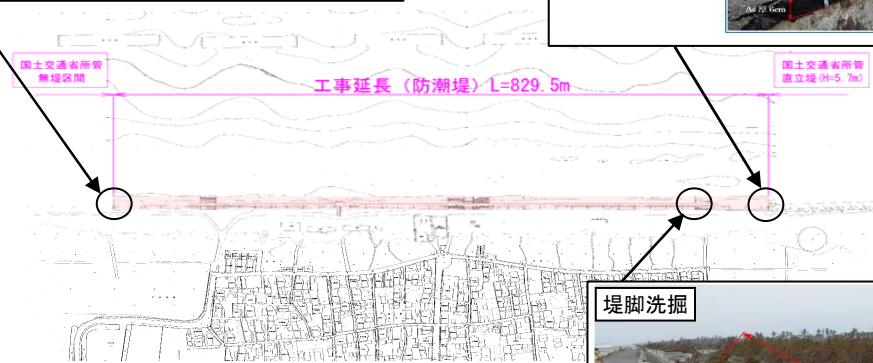 As 厚 6cm
国土交通省所管
無堤区間
工事延長（防潮堤）L=829.5m
国土交通省所管
直立堤(H=5.7m)
堤脚洗掘